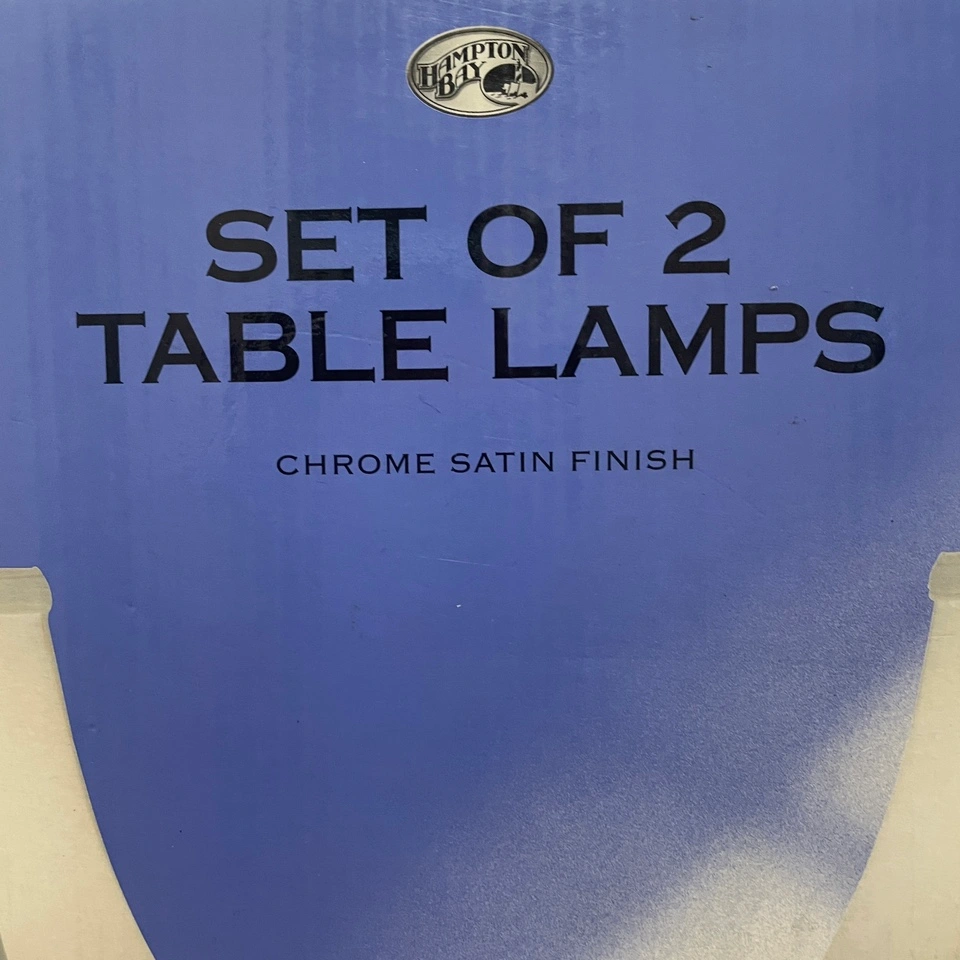 HAMPTON
BAY
SET OF 2
TABLE LAMPS
CHROME SATIN FINISH